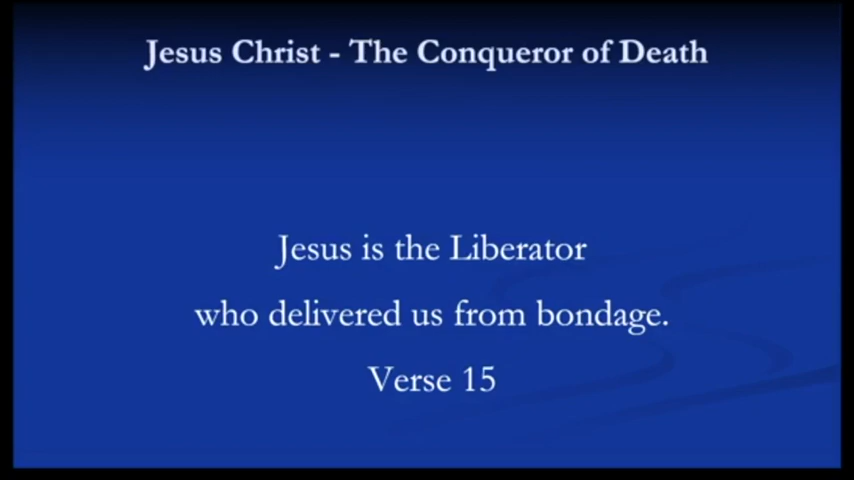 Jesus Christ - The Conqueror of Death
Jesus is the Liberator
who delivered us from bondage.
Verse 15